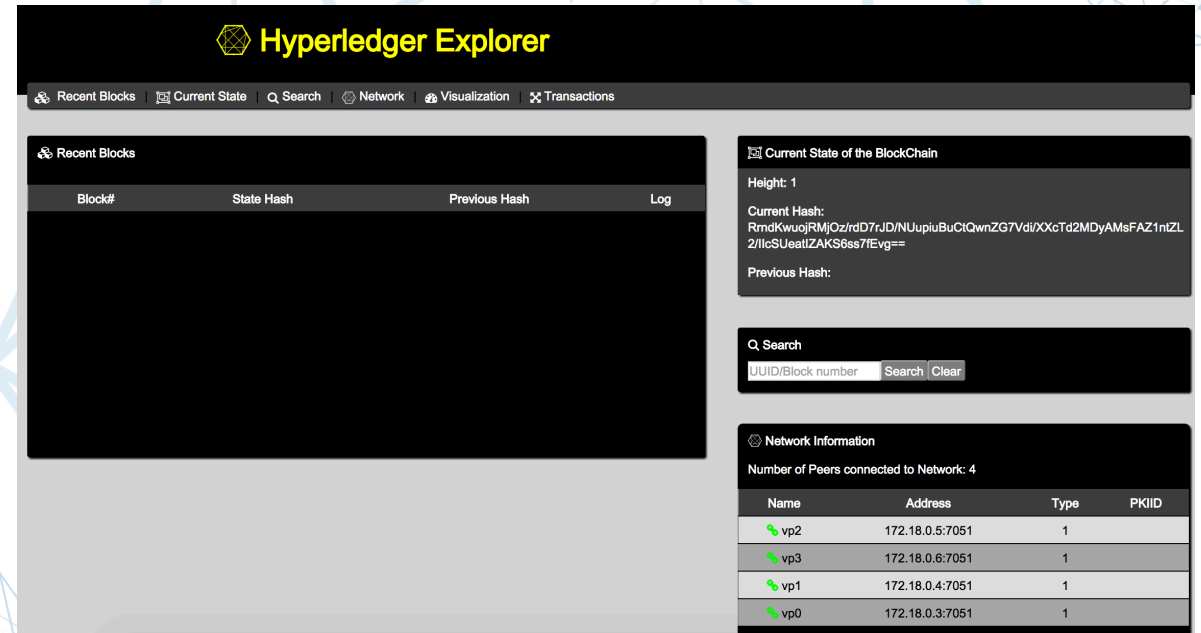 Hyperledger Explorer
Recent Blocks | Current State | Search | Network | Visualization | Transactions
Recent Blocks
Block# State Hash Previous Hash Log
Current State of the BlockChain
Height: 1
Current Hash:
RrndKwuojRMjOz/rdD7rJD/NUupiuBuCtQwnZG7Vdi/XXcTd2MDyAMsFAZ1ntZL
2/IIcSUeatIZAKS6ss7fEvg==
Previous Hash:
Search
UUID/Block number Search Clear
Network Information
Number of Peers connected to Network: 4
Name Address Type PKIID
vp2 172.18.0.5:7051 1
vp3 172.18.0.6:7051 1
vp1 172.18.0.4:7051 1
vp0 172.18.0.3:7051 1